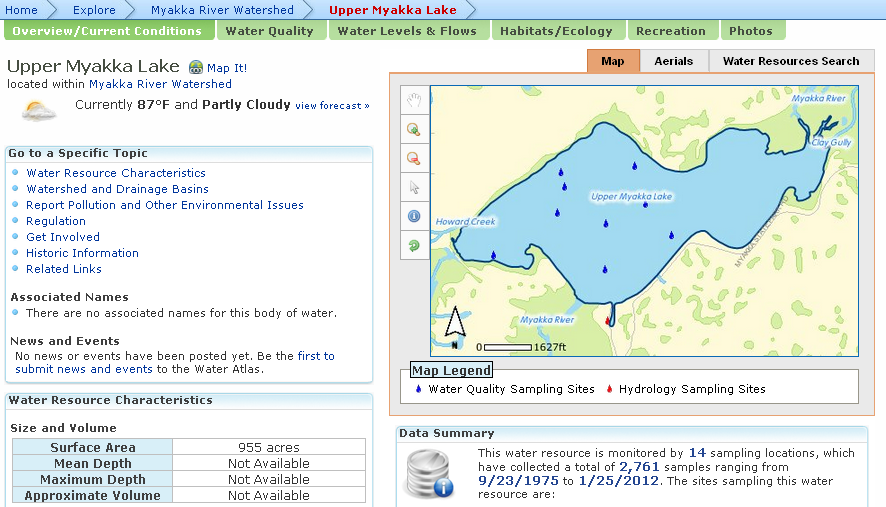 Home Explore Myakka River Watershed Upper Myakka Lake
Overview/Current Conditions Water Quality Water Levels & Flows Habitats/Ecology Recreation Photos
Upper Myakka Lake Map It!
located within Myakka River Watershed
Currently 87°F and Partly Cloudy view forecast »
Go to a Specific Topic
Water Resource Characteristics
Watershed and Drainage Basins
Report Pollution and Other Environmental Issues
Regulation
Get Involved
Historic Information
Related Links
Associated Names
There are no associated names for this body of water.
News and Events
No news or events have been posted yet. Be the first to
submit news and events to the Water Atlas.
Water Resource Characteristics
Size and Volume
Surface Area 955 acres
Mean Depth Not Available
Maximum Depth Not Available
Approximate Volume Not Available
Map Aerials Water Resources Search
Myakka River
Clay Gully
Upper Myakka Lake
Howard Creek
Myakka River
N
0 1627ft
Map Legend
Water Quality Sampling Sites Hydrology Sampling Sites
Data Summary
This water resource is monitored by 14 sampling locations, which
have collected a total of 2,761 samples ranging from
9/23/1975 to 1/25/2012. The sites sampling this water
resource are: